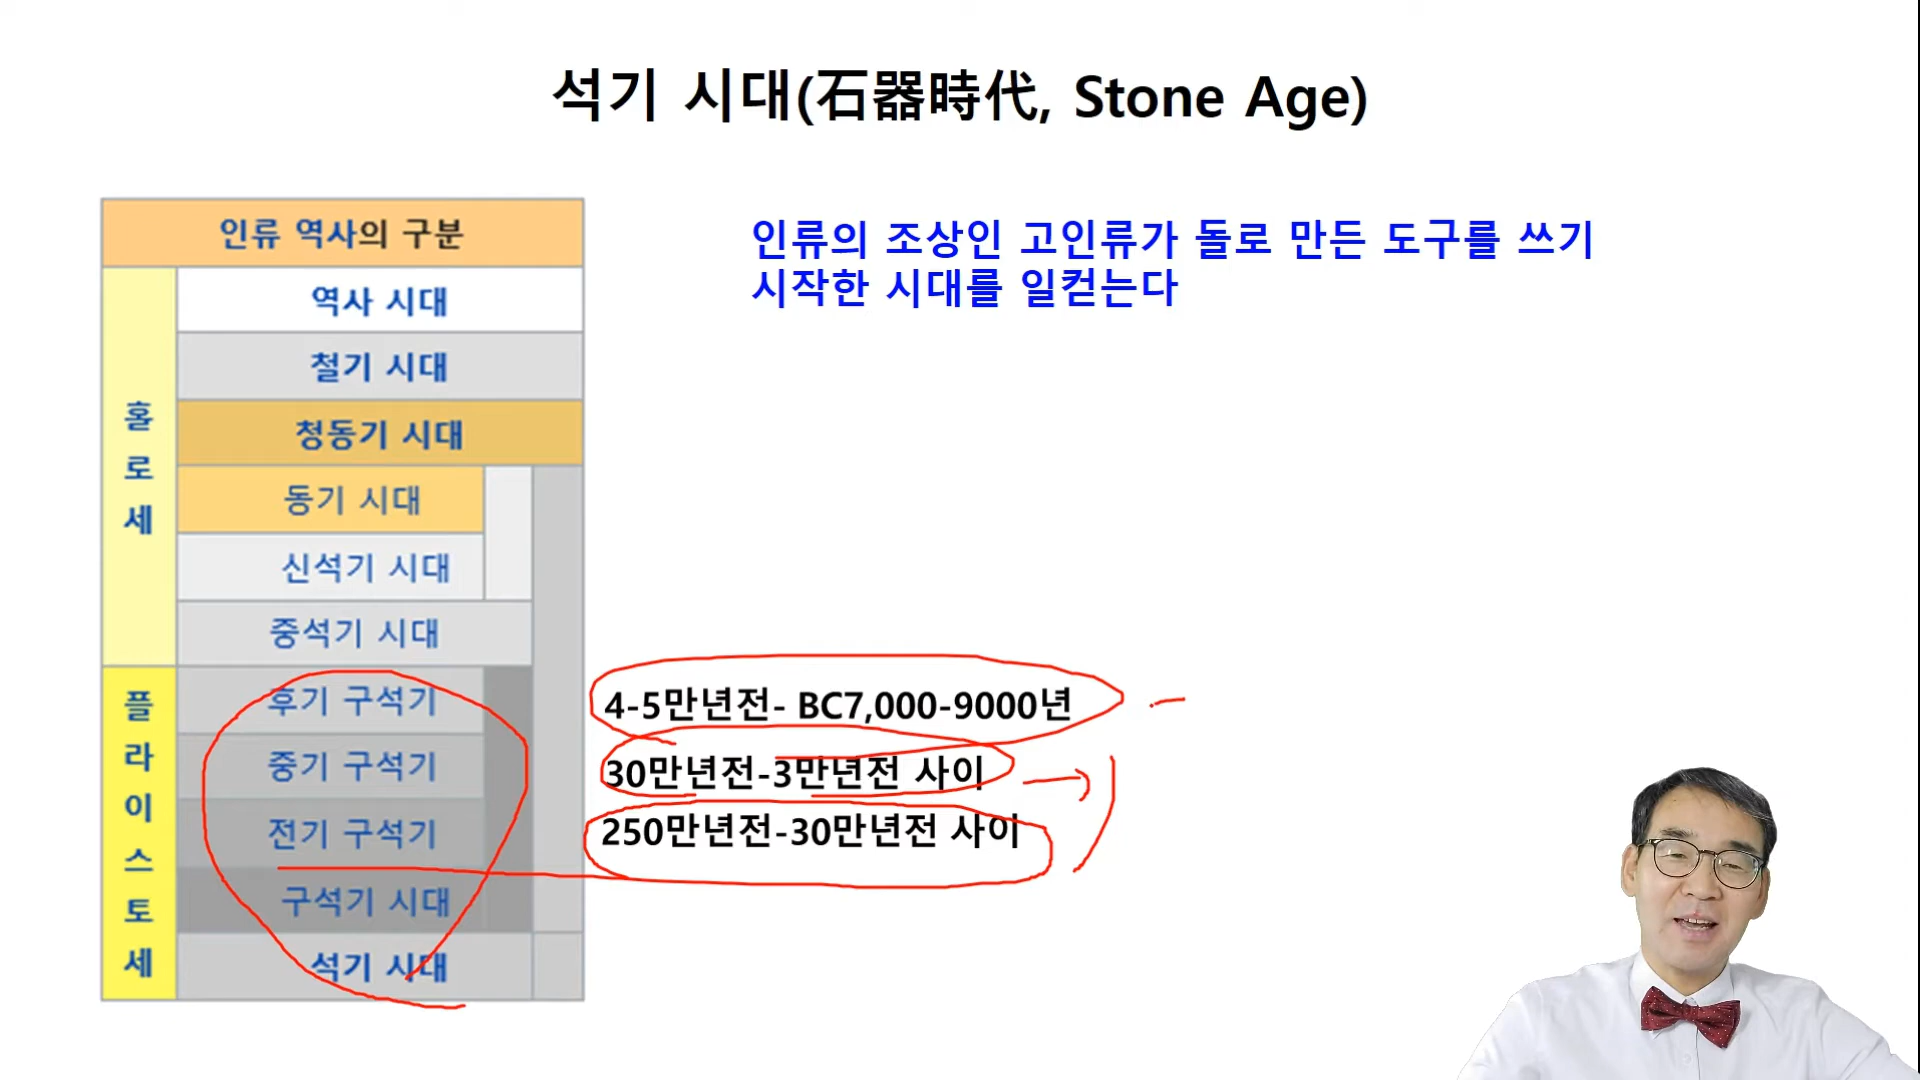 석기 시대(石器時代, Stone Age)
인류 역사의 구분
인류의 조상인 고인류가 돌로 만든 도구를 쓰기
시작한 시대를 일컫는다
홀로세
역사 시대
철기 시대
청동기 시대
동기 시대
신석기 시대
중석기 시대
플라이스토세
후기 구석기
4-5만년전- BC7,000-9000년
중기 구석기
30만년전-3만년전 사이
전기 구석기
250만년전-30만년전 사이
구석기 시대
석기 시대